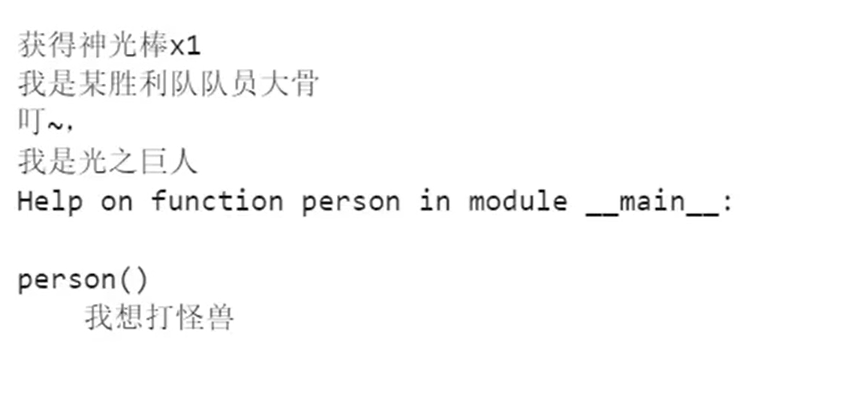 获得神光棒x1
我是某胜利队队员大骨
叮~,
我是光之巨人
Help on function person in module __main__:
person()
我想打怪兽